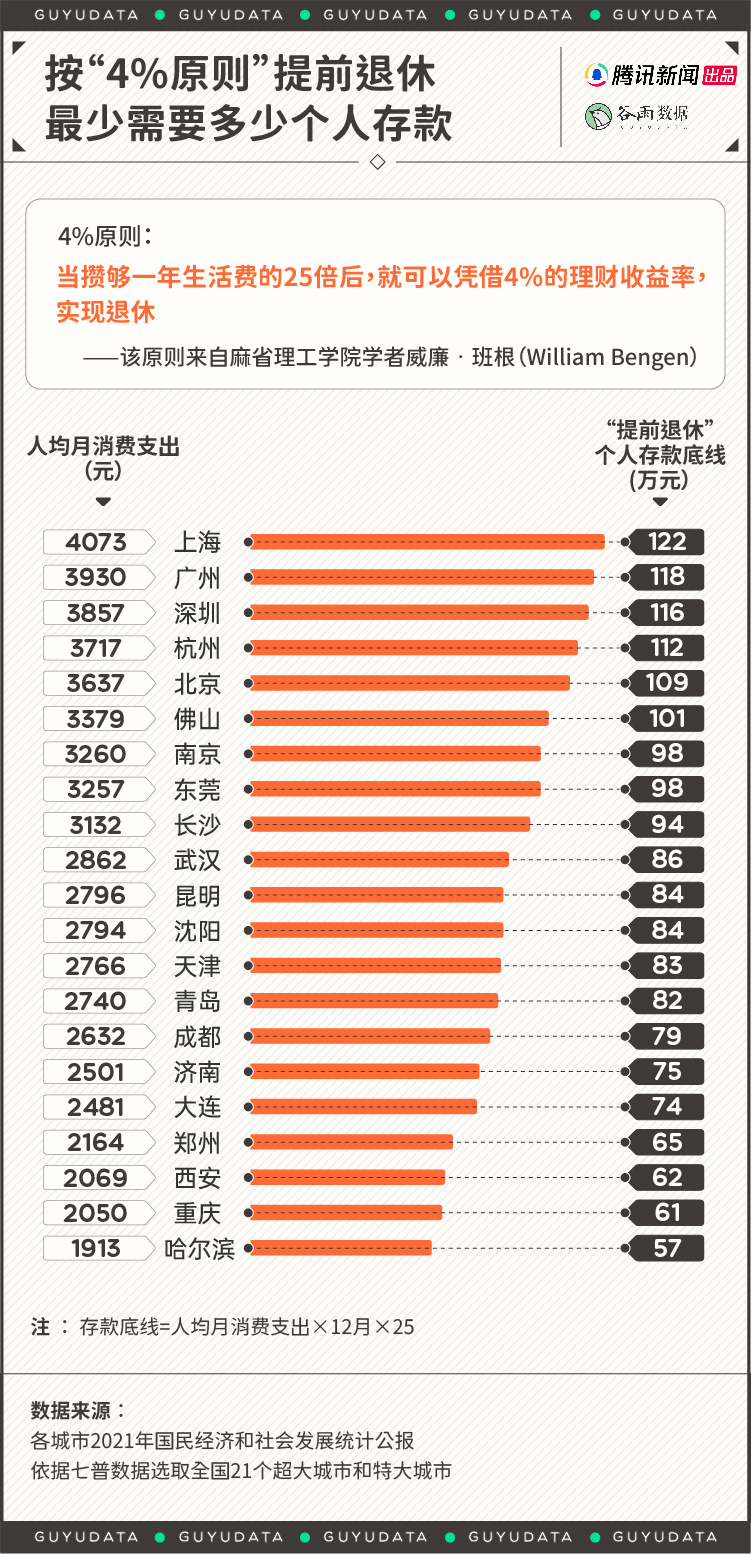 GUYUDATA ● GUYUDATA ● GUYUDATA ● GUYUDATA ● GUYUDATA
按“4%原则”提前退休
最少需要多少个人存款
腾讯新闻 出品
谷雨数据
GUYUDATA
4%原则：
当攒够一年生活费的25倍后，就可以凭借4%的理财收益率，
实现退休
——该原则来自麻省理工学院学者威廉·班根（William Bengen）
人均月消费支出
（元）
“提前退休”
个人存款底线
(万元）
4073 上海 122
3930 广州 118
3857 深圳 116
3717 杭州 112
3637 北京 109
3379 佛山 101
3260 南京 98
3257 东莞 98
3132 长沙 94
2862 武汉 86
2796 昆明 84
2794 沈阳 84
2766 天津 83
2740 青岛 82
2632 成都 79
2501 济南 75
2481 大连 74
2164 郑州 65
2069 西安 62
2050 重庆 61
1913 哈尔滨 57
注 ：存款底线=人均月消费支出×12月×25
数据来源：
各城市2021年国民经济和社会发展统计公报
依据七普数据选取全国21个超大城市和特大城市
GUYUDATA ● GUYUDATA ● GUYUDATA ● GUYUDATA ● GUYUDATA